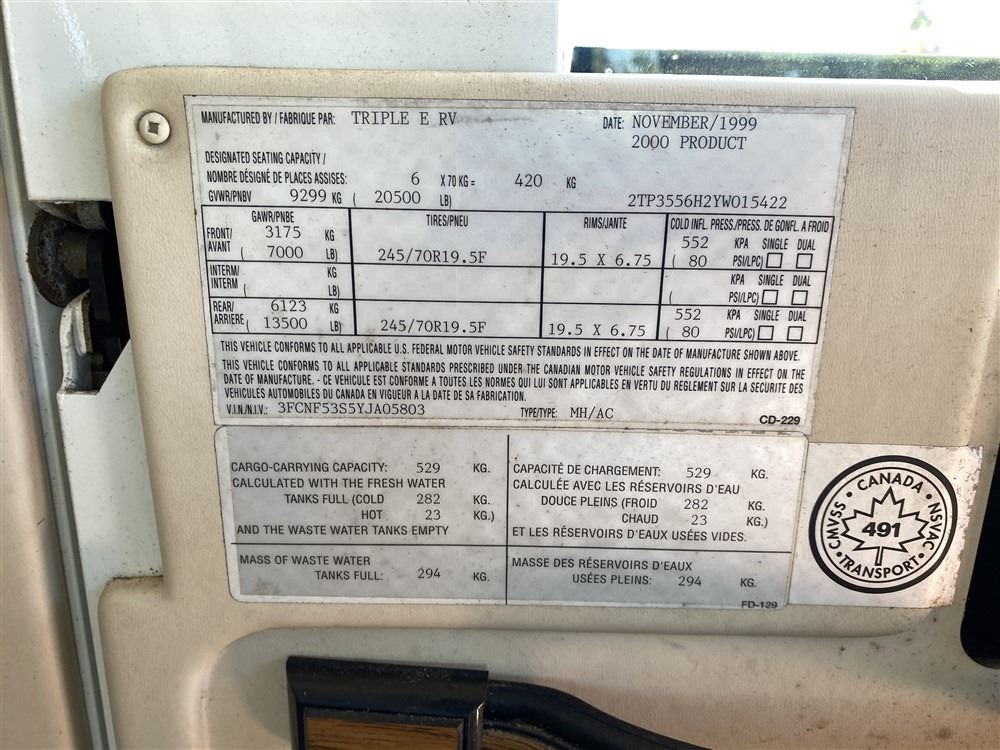 MANUFACTURED BY / FABRIQUE PAR: TRIPLE E RV DATE: NOVEMBER/1999
2000 PRODUCT
DESIGNATED SEATING CAPACITY /
NOMBRE DÉSIGNÉ DE PLACES ASSISES: 6 X 70 KG = 420 KG
GVWR/PNBV 9299 KG ( 20500 LB) 2TP3556H2YW015422
GAWR/PNBE TIRES/PNEU RIMS/JANTE COLD INFL. PRESS./PRESS. DE GONFL. A FROID
FRONT/ 3175 KG 552 KPA SINGLE DUAL
AVANT ( 7000 LB) 245/70R19.5F 19.5 X 6.75 ( 80 PSI/LPC)
INTERM/ KG KPA SINGLE DUAL
INTERM ( LB) ( PSI/LPC)
REAR/ 6123 KG 552 KPA SINGLE DUAL
ARRIERE ( 13500 LB) 245/70R19.5F 19.5 X 6.75 ( 80 PSI/LPC)
THIS VEHICLE CONFORMS TO ALL APPLICABLE U.S. FEDERAL MOTOR VEHICLE SAFETY STANDARDS IN EFFECT ON THE DATE OF MANUFACTURE SHOWN ABOVE.
THIS VEHICLE CONFORMS TO ALL APPLICABLE STANDARDS PRESCRIBED UNDER THE CANADIAN MOTOR VEHICLE SAFETY REGULATIONS IN EFFECT ON THE
DATE OF MANUFACTURE. - CE VEHICULE EST CONFORME A TOUTES LES NORMES QUI LUI SONT APPLICABLES EN VERTU DU REGLEMENT SUR LA SECURITE DES
VEHICULES AUTOMOBILES DU CANADA EN VIGUEUR A LA DATE DE SA FABRICATION.
V.I.N./N.I.V.: 3FCNF53S5YJA05803 TYPE/TYPE: MH/AC CD-229
CARGO-CARRYING CAPACITY: 529 KG.
CALCULATED WITH THE FRESH WATER
TANKS FULL (COLD 282 KG.
HOT 23 KG.)
AND THE WASTE WATER TANKS EMPTY
CAPACITÉ DE CHARGEMENT: 529 KG.
CALCULÉE AVEC LES RÉSERVOIRS D'EAU
DOUCE PLEINS (FROID 282 KG.
CHAUD 23 KG.)
ET LES RÉSERVOIRS D'EAUX USÉES VIDES.
MASS OF WASTE WATER
TANKS FULL: 294 KG.
MASSE DES RÉSERVOIRS D'EAUX
USÉES PLEINS: 294 KG.
FD-129
CANADA
CMVSS NSVAC
491
TRANSPORT